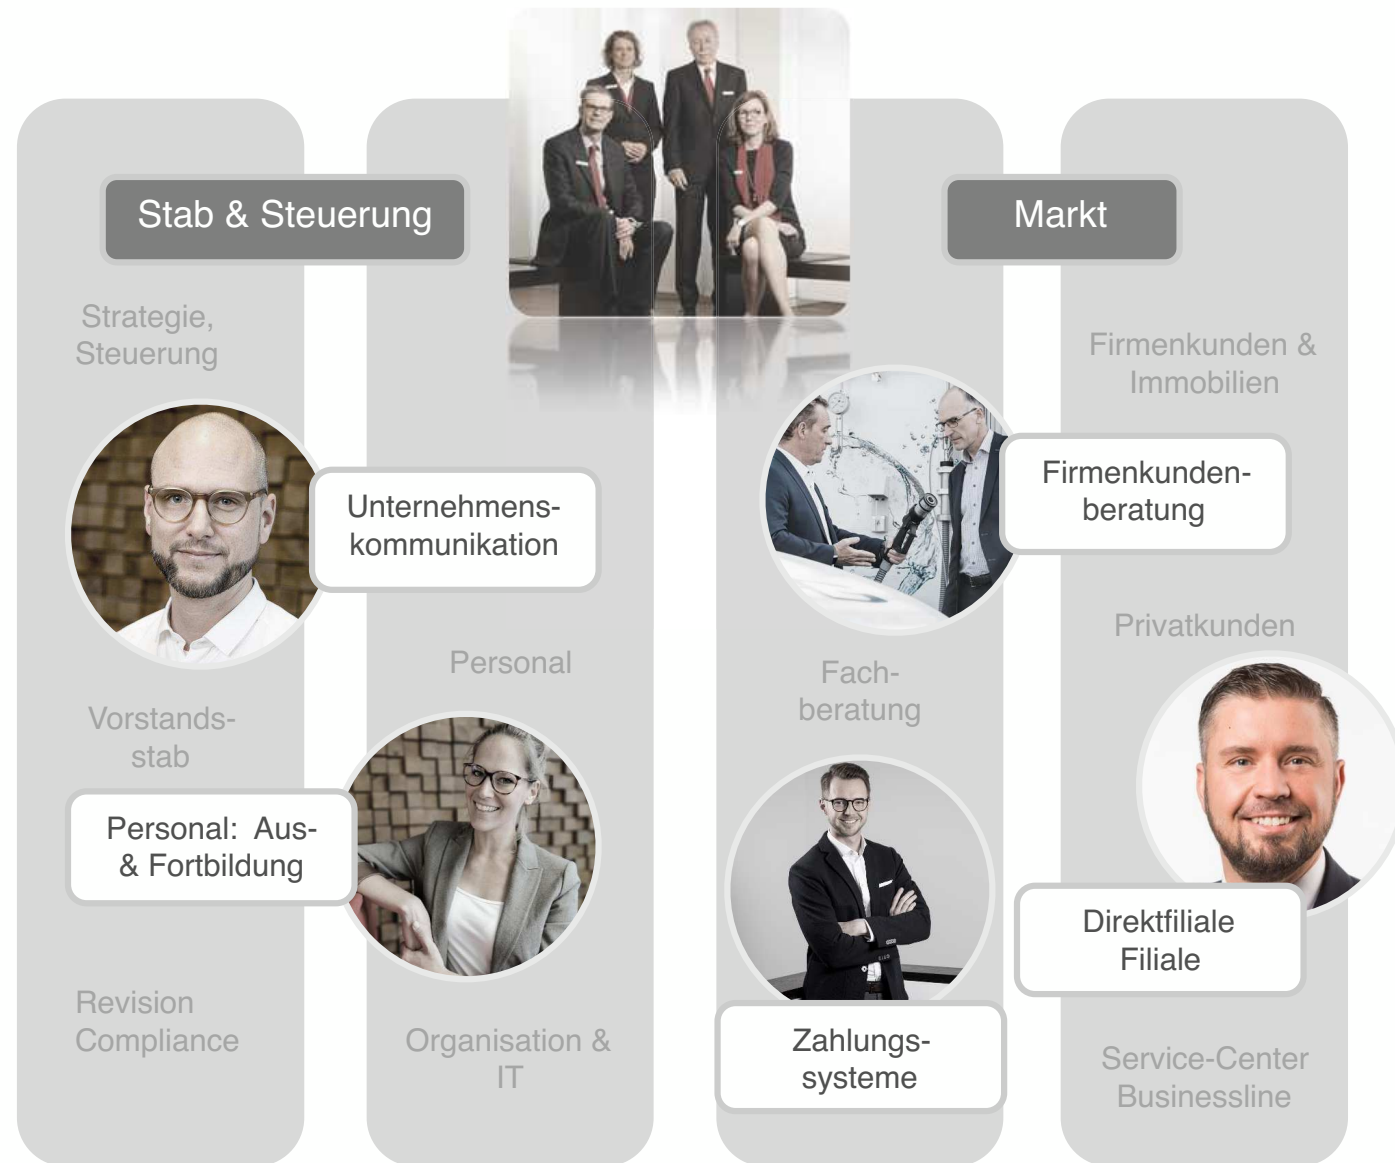 Stab & Steuerung
Markt
Strategie,
Steuerung
Unternehmens-
kommunikation
Personal
Vorstands-
stab
Personal: Aus-
& Fortbildung
Revision
Compliance
Organisation &
IT
Firmenkunden &
Immobilien
Firmenkunden-
beratung
Privatkunden
Fach-
beratung
Direktfiliale
Filiale
Zahlungs-
systeme
Service-Center
Businessline